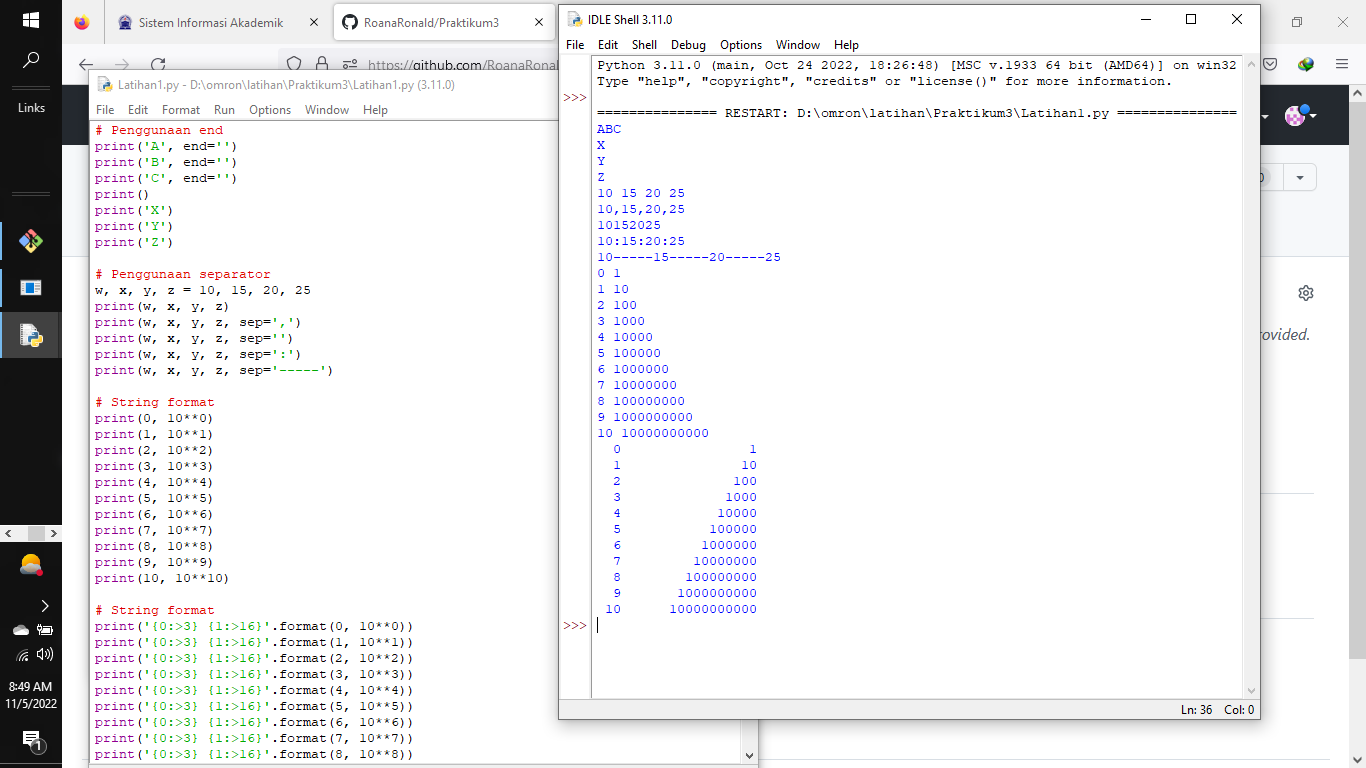 Sistem Informasi Akademik
RoanaRonald/Praktikum3
https://github.com/RoanaRonal
Links
8:49 AM
11/5/2022
1
Latihan1.py - D:\omron\latihan\Praktikum3\Latihan1.py (3.11.0)
File Edit Format Run Options Window Help
# Penggunaan end
print('A', end='')
print('B', end='')
print('C', end='')
print()
print('X')
print('Y')
print('Z')
# Penggunaan separator
w, x, y, z = 10, 15, 20, 25
print(w, x, y, z)
print(w, x, y, z, sep=',')
print(w, x, y, z, sep='')
print(w, x, y, z, sep=':')
print(w, x, y, z, sep='-----')
# String format
print(0, 10**0)
print(1, 10**1)
print(2, 10**2)
print(3, 10**3)
print(4, 10**4)
print(5, 10**5)
print(6, 10**6)
print(7, 10**7)
print(8, 10**8)
print(9, 10**9)
print(10, 10**10)
# String format
print('{0:>3} {1:>16}'.format(0, 10**0))
print('{0:>3} {1:>16}'.format(1, 10**1))
print('{0:>3} {1:>16}'.format(2, 10**2))
print('{0:>3} {1:>16}'.format(3, 10**3))
print('{0:>3} {1:>16}'.format(4, 10**4))
print('{0:>3} {1:>16}'.format(5, 10**5))
print('{0:>3} {1:>16}'.format(6, 10**6))
print('{0:>3} {1:>16}'.format(7, 10**7))
print('{0:>3} {1:>16}'.format(8, 10**8))
IDLE Shell 3.11.0
File Edit Shell Debug Options Window Help
Python 3.11.0 (main, Oct 24 2022, 18:26:48) [MSC v.1933 64 bit (AMD64)] on win32
Type "help", "copyright", "credits" or "license()" for more information.
>>>
=============== RESTART: D:\omron\latihan\Praktikum3\Latihan1.py ===============
ABC
X
Y
Z
10 15 20 25
10,15,20,25
10152025
10:15:20:25
10-----15-----20-----25
0 1
1 10
2 100
3 1000
4 10000
5 100000
6 1000000
7 10000000
8 100000000
9 1000000000
10 10000000000
  0                1
  1               10
  2              100
  3             1000
  4            10000
  5           100000
  6          1000000
  7         10000000
  8        100000000
  9       1000000000
 10      10000000000
>>>
Ln: 36 Col: 0
ovided.